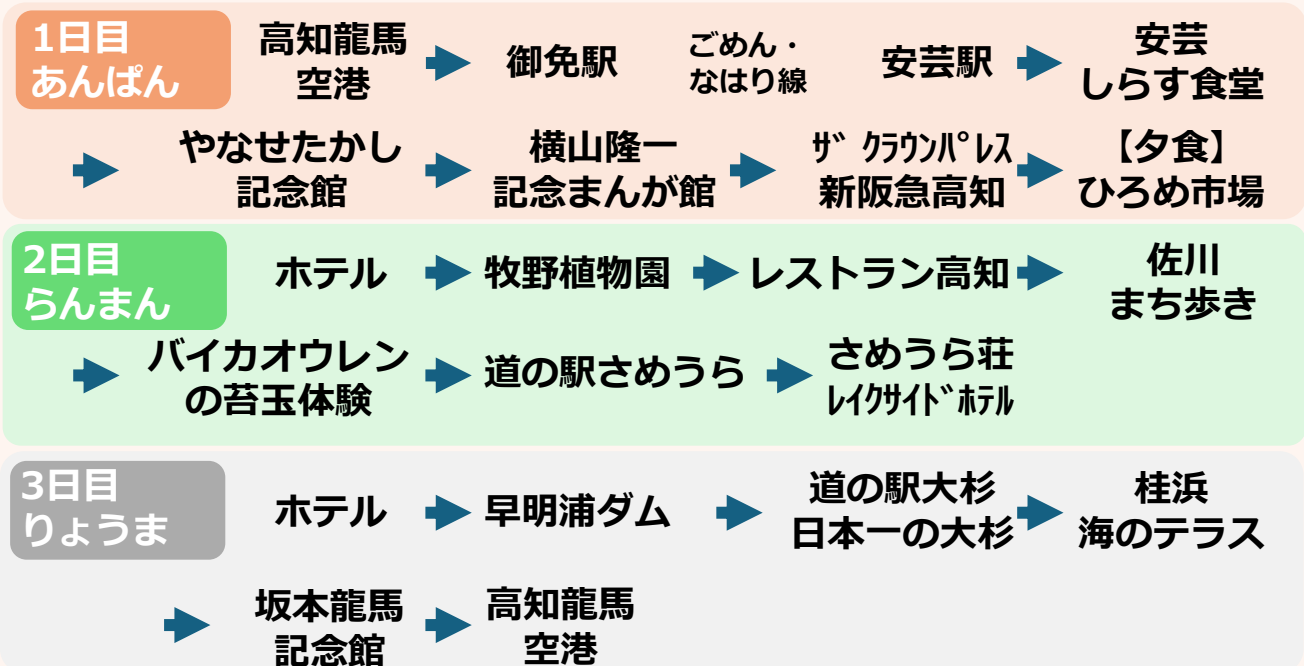 1日目
あんぱん
高知龍馬
空港
御免駅
ごめん・
なはり線
安芸駅
安芸
しらす食堂
やなせたかし
記念館
横山隆一
記念まんが館
ｻﾞ ｸﾗｳﾝﾊﾟﾚｽ
新阪急高知
【夕食】
ひろめ市場
2日目
らんまん
ホテル
牧野植物園
レストラン高知
佐川
まち歩き
バイカオウレン
の苔玉体験
道の駅さめうら
さめうら荘
ﾚｲｸｻｲﾄﾞﾎﾃﾙ
3日目
りょうま
ホテル
早明浦ダム
道の駅大杉
日本一の大杉
桂浜
海のテラス
坂本龍馬
記念館
高知龍馬
空港